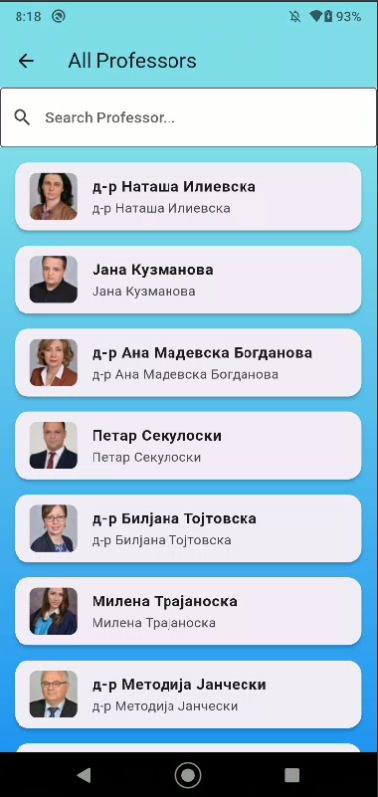 8:18
93%
All Professors
Search Professor...
д-р Наташа Илиевска
д-р Наташа Илиевска
Јана Кузманова
Јана Кузманова
д-р Ана Мадевска Богданова
д-р Ана Мадевска Богданова
Петар Секулоски
Петар Секулоски
д-р Билјана Тојтовска
д-р Билјана Тојтовска
Милена Трајаноска
Милена Трајаноска
д-р Методија Јанчески
д-р Методија Јанчески